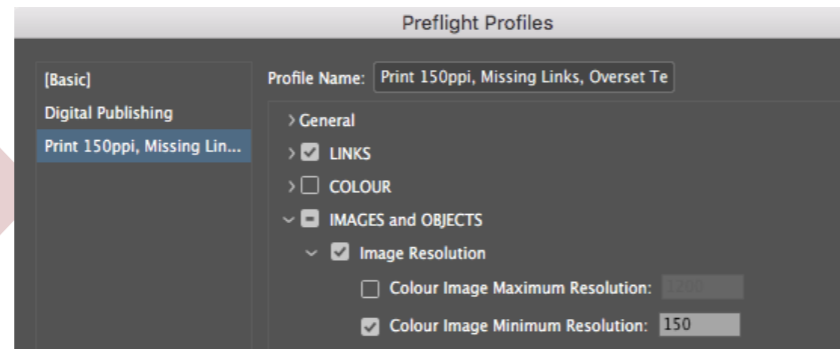 Preflight Profiles
[Basic]
Digital Publishing
Print 150ppi, Missing Lin...
Profile Name: Print 150ppi, Missing Links, Overset Te
General
LINKS
COLOUR
IMAGES and OBJECTS
Image Resolution
Colour Image Maximum Resolution: 1200
Colour Image Minimum Resolution: 150